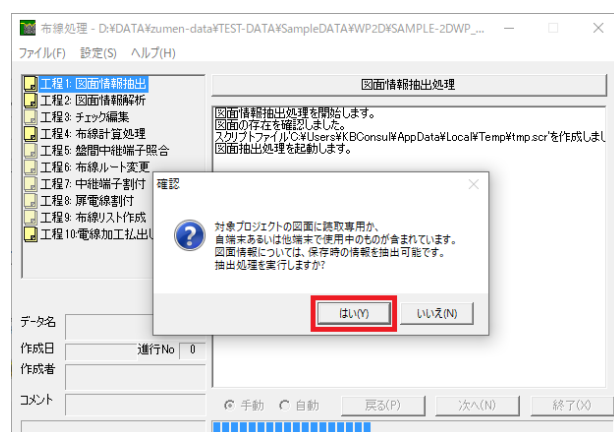 布線処理 - D:¥DATA¥zumen-data¥TEST-DATA¥SampleDATA¥WP2D¥SAMPLE-2DWP_...
ファイル(F) 設定(S) ヘルプ(H)
工程1: 図面情報抽出
工程2: 図面情報解析
工程3: チェック編集
工程4: 布線計算処理
工程5: 盤間中継端子照合
工程6: 布線ルート変更
工程7: 中継端子割付
工程8: 扉電線割付
工程9: 布線リスト作成
工程10:電線加工払出し
図面情報抽出処理
図面情報抽出処理を開始します。
図面の存在を確認しました。
スクリプトファイル'C:¥Users¥KBConsul¥AppData¥Local¥Temp¥tmp.scr'を作成しまし
図面抽出処理を起動します。
確認
対象プロジェクトの図面に読取専用か、
自端末あるいは他端末で使用中のものが含まれています。
図面情報については、保存時の情報を抽出可能です。
抽出処理を実行しますか?
はい(Y) いいえ(N)
データ名
作成日 進行No 0
作成者
コメント
手動 自動 戻る(P) 次へ(N) 終了(X)